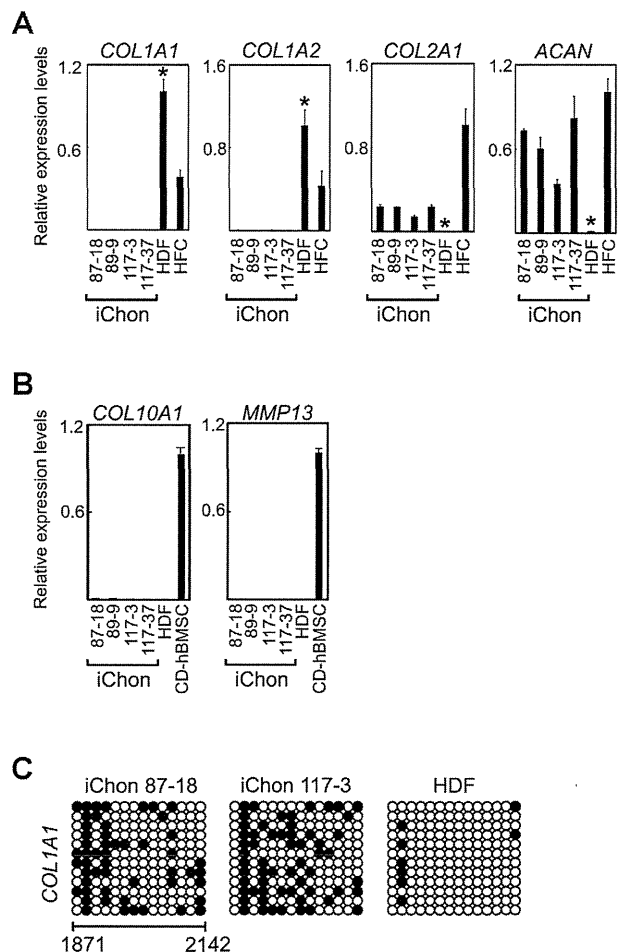 A
COL1A1 COL1A2 COL2A1 ACAN
Relative expression levels
1.2 1.6 1.6 1.2
* * * *
0.6 0.8 0.8 0.6
87-18 89-9 117-3 117-37 HDF HFC 87-18 89-9 117-3 117-37 HDF HFC 87-18 89-9 117-3 117-37 HDF HFC 87-18 89-9 117-3 117-37 HDF HFC
iChon iChon iChon iChon
B
COL10A1 MMP13
Relative expression levels
1.2 1.2
0.6 0.6
87-18 89-9 117-3 117-37 HDF CD-hBMSC 87-18 89-9 117-3 117-37 HDF CD-hBMSC
iChon iChon
C
iChon 87-18 iChon 117-3 HDF
COL1A1
1871 2142